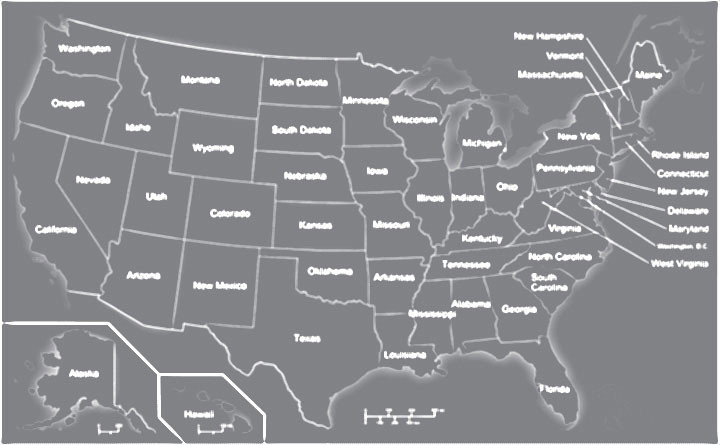 New Hampshire
Vermont
Massachusetts
Washington
Montana
North Dakota
Minnesota
Maine
Oregon
Idaho
Wyoming
South Dakota
Wisconsin
Michigan
New York
Rhode Island
Connecticut
New Jersey
Delaware
Maryland
Washington D.C.
West Virginia
Nevada
Utah
Colorado
Nebraska
Iowa
Illinois
Indiana
Ohio
Pennsylvania
California
Kansas
Missouri
Kentucky
Virginia
Arizona
New Mexico
Oklahoma
Arkansas
Tennessee
North Carolina
South
Carolina
Texas
Louisiana
Mississippi
Alabama
Georgia
Florida
Alaska
Hawaii